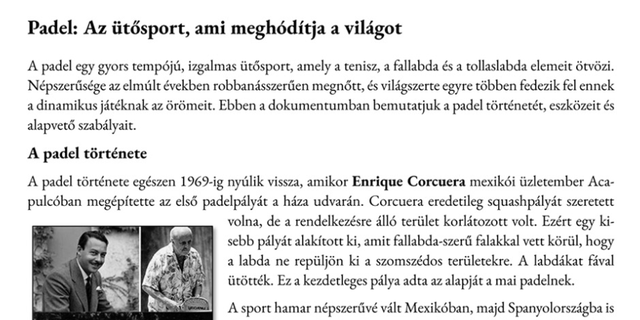 Padel: Az ütősport, ami meghódítja a világot
A padel egy gyors tempójú, izgalmas ütősport, amely a tenisz, a fallabda és a tollaslabda elemeit ötvözi.
Népszerűsége az elmúlt években robbanásszerűen megnőtt, és világszerte egyre többen fedezik fel ennek
a dinamikus játéknak az örömeit. Ebben a dokumentumban bemutatjuk a padel történetét, eszközeit és
alapvető szabályait.
A padel története
A padel története egészen 1969-ig nyúlik vissza, amikor Enrique Corcuera mexikói üzletember Aca-
pulcóban megépítette az első padelpályát a háza udvarán. Corcuera eredetileg squashpályát szeretett
volna, de a rendelkezésre álló terület korlátozott volt. Ezért egy ki-
sebb pályát alakított ki, amit fallabda-szerű falakkal vett körül, hogy
a labda ne repüljön ki a szomszédos területekre. A labdákat fával
ütötték. Ez a kezdetleges pálya adta az alapját a mai padelnek.
A sport hamar népszerűvé vált Mexikóban, majd Spanyolországba is